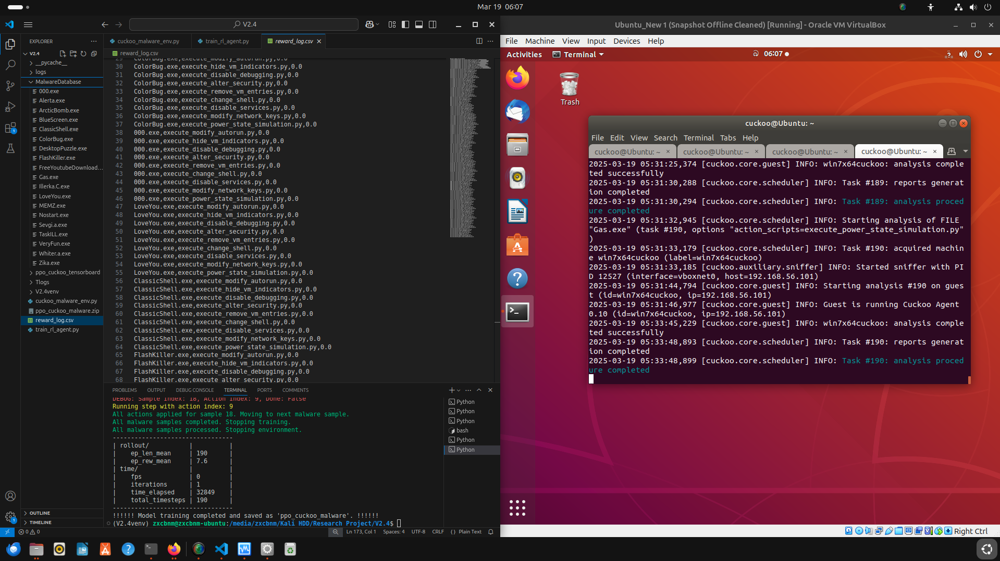 Mar 19 06:07
V2.4
EXPLORER
V2.4
__pycache__
logs
MalwareDatabase
000.exe
Alerta.exe
ArcticBomb.exe
BlueScreen.exe
ClassicShell.exe
ColorBug.exe
DesktopPuzzle.exe
FlashKiller.exe
FreeYoutubeDownload...
Gas.exe
Illerka.C.exe
LoveYou.exe
MEMZ.exe
Nostart.exe
Sevgi.a.exe
TaskILL.exe
VeryFun.exe
Whiter.a.exe
Zika.exe
ppo_cuckoo_tensorboard
Tlogs
V2.4venv
cuckoo_malware_env.py
ppo_cuckoo_malware.zip
reward_log.csv
train_rl_agent.py
OUTLINE
TIMELINE
cuckoo_malware_env.py train_rl_agent.py reward_log.csv
reward_log.csv
29 ColorBug.exe,execute_modify_autorun.py,0.0
30 ColorBug.exe,execute_hide_vm_indicators.py,0.0
31 ColorBug.exe,execute_disable_debugging.py,0.0
32 ColorBug.exe,execute_alter_security.py,0.0
33 ColorBug.exe,execute_remove_vm_entries.py,0.0
34 ColorBug.exe,execute_change_shell.py,0.0
35 ColorBug.exe,execute_disable_services.py,0.0
36 ColorBug.exe,execute_modify_network_keys.py,0.0
37 ColorBug.exe,execute_power_state_simulation.py,0.0
38 000.exe,execute_modify_autorun.py,0.0
39 000.exe,execute_hide_vm_indicators.py,0.0
40 000.exe,execute_disable_debugging.py,0.0
41 000.exe,execute_alter_security.py,0.0
42 000.exe,execute_remove_vm_entries.py,0.0
43 000.exe,execute_change_shell.py,0.0
44 000.exe,execute_disable_services.py,0.0
45 000.exe,execute_modify_network_keys.py,0.0
46 000.exe,execute_power_state_simulation.py,0.0
47 LoveYou.exe,execute_modify_autorun.py,0.0
48 LoveYou.exe,execute_hide_vm_indicators.py,0.0
49 LoveYou.exe,execute_disable_debugging.py,0.0
50 LoveYou.exe,execute_alter_security.py,0.0
51 LoveYou.exe,execute_remove_vm_entries.py,0.0
52 LoveYou.exe,execute_change_shell.py,0.0
53 LoveYou.exe,execute_disable_services.py,0.0
54 LoveYou.exe,execute_modify_network_keys.py,0.0
55 LoveYou.exe,execute_power_state_simulation.py,0.0
56 ClassicShell.exe,execute_modify_autorun.py,0.0
57 ClassicShell.exe,execute_hide_vm_indicators.py,0.0
58 ClassicShell.exe,execute_disable_debugging.py,0.0
59 ClassicShell.exe,execute_alter_security.py,0.0
60 ClassicShell.exe,execute_remove_vm_entries.py,0.0
61 ClassicShell.exe,execute_change_shell.py,0.0
62 ClassicShell.exe,execute_disable_services.py,0.0
63 ClassicShell.exe,execute_modify_network_keys.py,0.0
64 ClassicShell.exe,execute_power_state_simulation.py,0.0
65 FlashKiller.exe,execute_modify_autorun.py,0.0
66 FlashKiller.exe,execute_hide_vm_indicators.py,0.0
67 FlashKiller.exe,execute_disable_debugging.py,0.0
68 FlashKiller.exe,execute_alter_security.py,0.0
PROBLEMS OUTPUT DEBUG CONSOLE TERMINAL PORTS COMMENTS
DEBUG: Sample Index: 18, Action Index: 9, Done: False
Running step with action index: 9
All actions applied for sample 18. Moving to next malware sample.
All malware samples completed. Stopping training.
All malware samples processed. Stopping environment.
---------------------------------
| rollout/ | |
| ep_len_mean | 190 |
| ep_rew_mean | 7.6 |
| time/ | |
| fps | 0 |
| iterations | 1 |
| time_elapsed | 32849 |
| total_timesteps | 190 |
---------------------------------
!!!!!! Model training completed and saved as 'ppo_cuckoo_malware'. !!!!!!
(V2.4venv) zxcbnm@zxcbnm-ubuntu:/media/zxcbnm/Kali HDD/Research Project/V2.4$
Python
Python
Python
bash
Python
Python
0 0
Ln 173, Col 1 Spaces: 4 UTF-8 CRLF {} Plain Text
Ubuntu_New 1 (Snapshot Offline Cleaned) [Running] - Oracle VM VirtualBox
File Machine View Input Devices Help
Activities Terminal 06:07
Trash
cuckoo@Ubuntu: ~
File Edit View Search Terminal Tabs Help
cuckoo@Ubuntu: ~ cuckoo@Ubuntu: ~ cuckoo@Ubuntu: ~ cuckoo@Ubuntu: ~
2025-03-19 05:31:25,374 [cuckoo.core.guest] INFO: win7x64cuckoo: analysis comple
ted successfully
2025-03-19 05:31:30,288 [cuckoo.core.scheduler] INFO: Task #189: reports generat
ion completed
2025-03-19 05:31:30,294 [cuckoo.core.scheduler] INFO: Task #189: analysis proced
ure completed
2025-03-19 05:31:32,945 [cuckoo.core.scheduler] INFO: Starting analysis of FILE
"Gas.exe" (task #190, options "action_scripts=execute_power_state_simulation.py"
)
2025-03-19 05:31:33,179 [cuckoo.core.scheduler] INFO: Task #190: acquired machin
e win7x64cuckoo (label=win7x64cuckoo)
2025-03-19 05:31:33,185 [cuckoo.auxiliary.sniffer] INFO: Started sniffer with PI
D 12527 (interface=vboxnet0, host=192.168.56.101)
2025-03-19 05:31:44,794 [cuckoo.core.guest] INFO: Starting analysis #190 on gues
t (id=win7x64cuckoo, ip=192.168.56.101)
2025-03-19 05:31:46,977 [cuckoo.core.guest] INFO: Guest is running Cuckoo Agent
0.10 (id=win7x64cuckoo, ip=192.168.56.101)
2025-03-19 05:33:45,229 [cuckoo.core.guest] INFO: win7x64cuckoo: analysis comple
ted successfully
2025-03-19 05:33:48,893 [cuckoo.core.scheduler] INFO: Task #190: reports generat
ion completed
2025-03-19 05:33:48,899 [cuckoo.core.scheduler] INFO: Task #190: analysis proced
ure completed
Right Ctrl